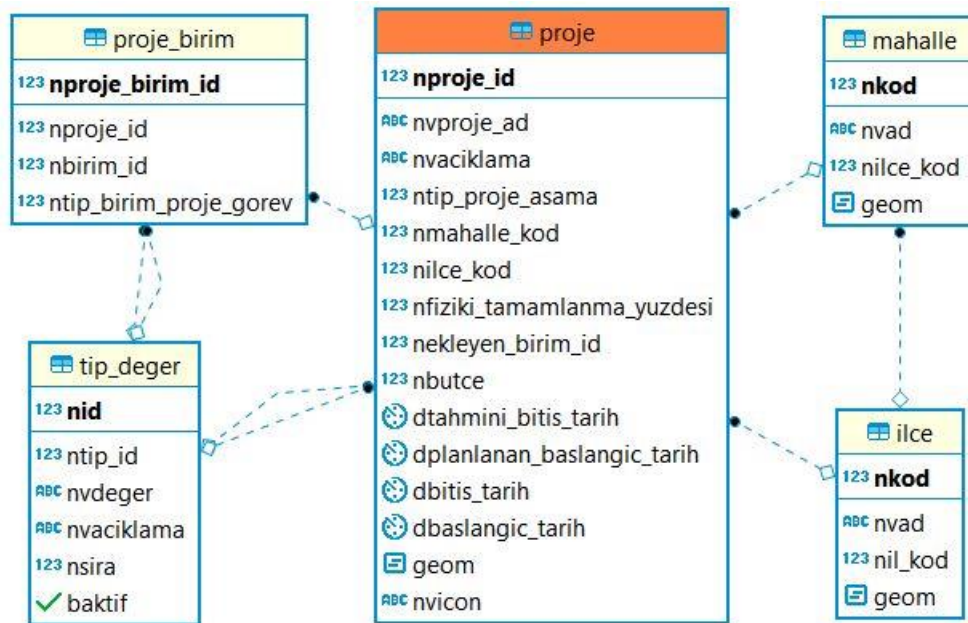 proje_birim
123 nproje_birim_id
123 nproje_id
123 nbirim_id
123 ntip_birim_proje_gorev
proje
123 nproje_id
ABC nvproje_ad
ABC nvaciklama
123 ntip_proje_asama
123 nmahalle_kod
123 nilce_kod
123 nfiziki_tamamlanma_yuzdesi
123 nekleyen_birim_id
123 nbutce
dtahmini_bitis_tarih
dplanlanan_baslangic_tarih
dbitis_tarih
dbaslangic_tarih
geom
ABC nvicon
mahalle
123 nkod
ABC nvad
123 nilce_kod
geom
tip_deger
123 nid
123 ntip_id
ABC nvdeger
ABC nvaciklama
123 nsira
baktif
ilce
123 nkod
ABC nvad
123 nil_kod
geom